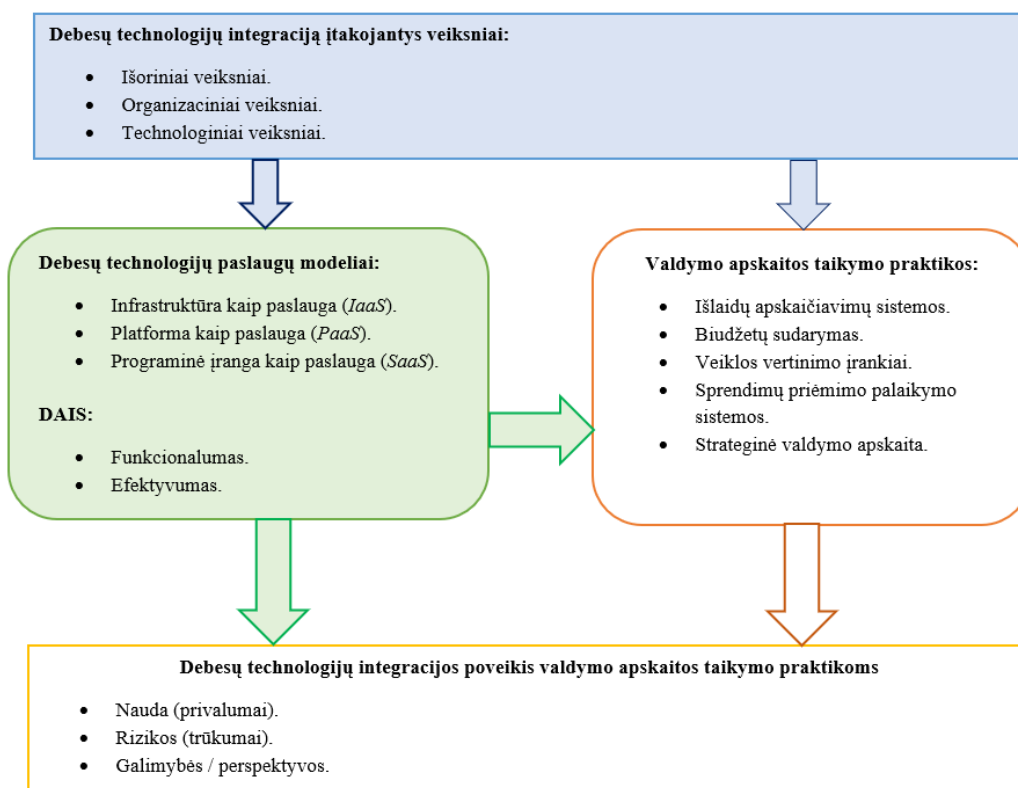 Debesų technologijų integraciją įtakojantys veiksniai:
• Išoriniai veiksniai.
• Organizaciniai veiksniai.
• Technologiniai veiksniai.
Debesų technologijų paslaugų modeliai:
• Infrastruktūra kaip paslauga (IaaS).
• Platforma kaip paslauga (PaaS).
• Programinė įranga kaip paslauga (SaaS).
DAIS:
• Funkcionalumas.
• Efektyvumas.
Valdymo apskaitos taikymo praktikos:
• Išlaidų apskaičiavimų sistemos.
• Biudžetų sudarymas.
• Veiklos vertinimo įrankiai.
• Sprendimų priėmimo palaikymo
sistemos.
• Strateginė valdymo apskaita.
Debesų technologijų integracijos poveikis valdymo apskaitos taikymo praktikoms
• Nauda (privalumai).
• Rizikos (trūkumai).
• Galimybės / perspektyvos.